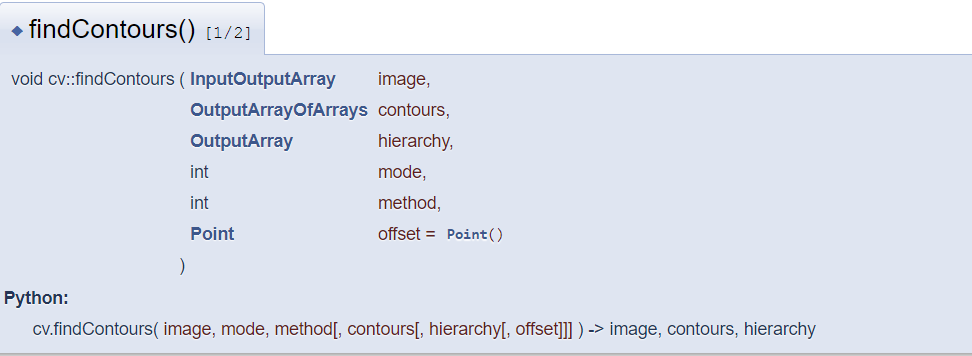 ◆ findContours() [1/2]
void cv::findContours ( InputOutputArray image,
OutputArrayOfArrays contours,
OutputArray hierarchy,
int mode,
int method,
Point offset = Point()
)
Python:
cv.findContours( image, mode, method[, contours[, hierarchy[, offset]]] ) -> image, contours, hierarchy